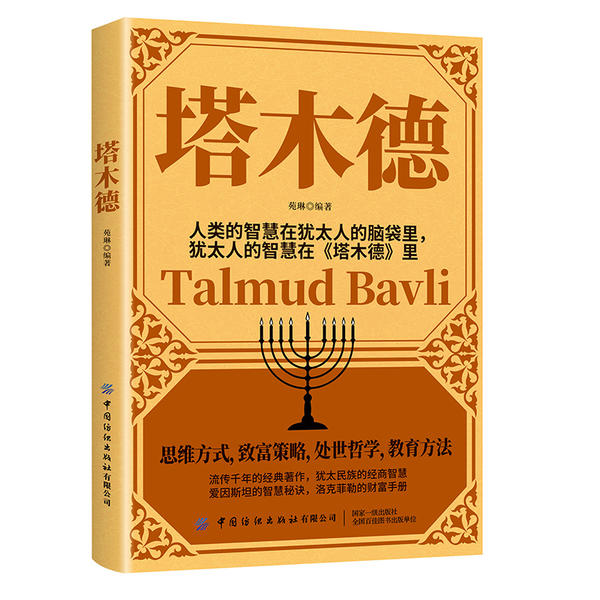 塔木德
苑琳◎编著
人类的智慧在犹太人的脑袋里，
犹太人的智慧在《塔木德》里
Talmud Bavli
思维方式, 致富策略, 处世哲学, 教育方法
流传千年的经典著作，犹太民族的经商智慧
爱因斯坦的智慧秘诀，洛克菲勒的财富手册
中国纺织出版社有限公司
国家一级出版社
全国百佳图书出版单位
塔木德
苑琳◎编著
中国纺织出版社有限公司